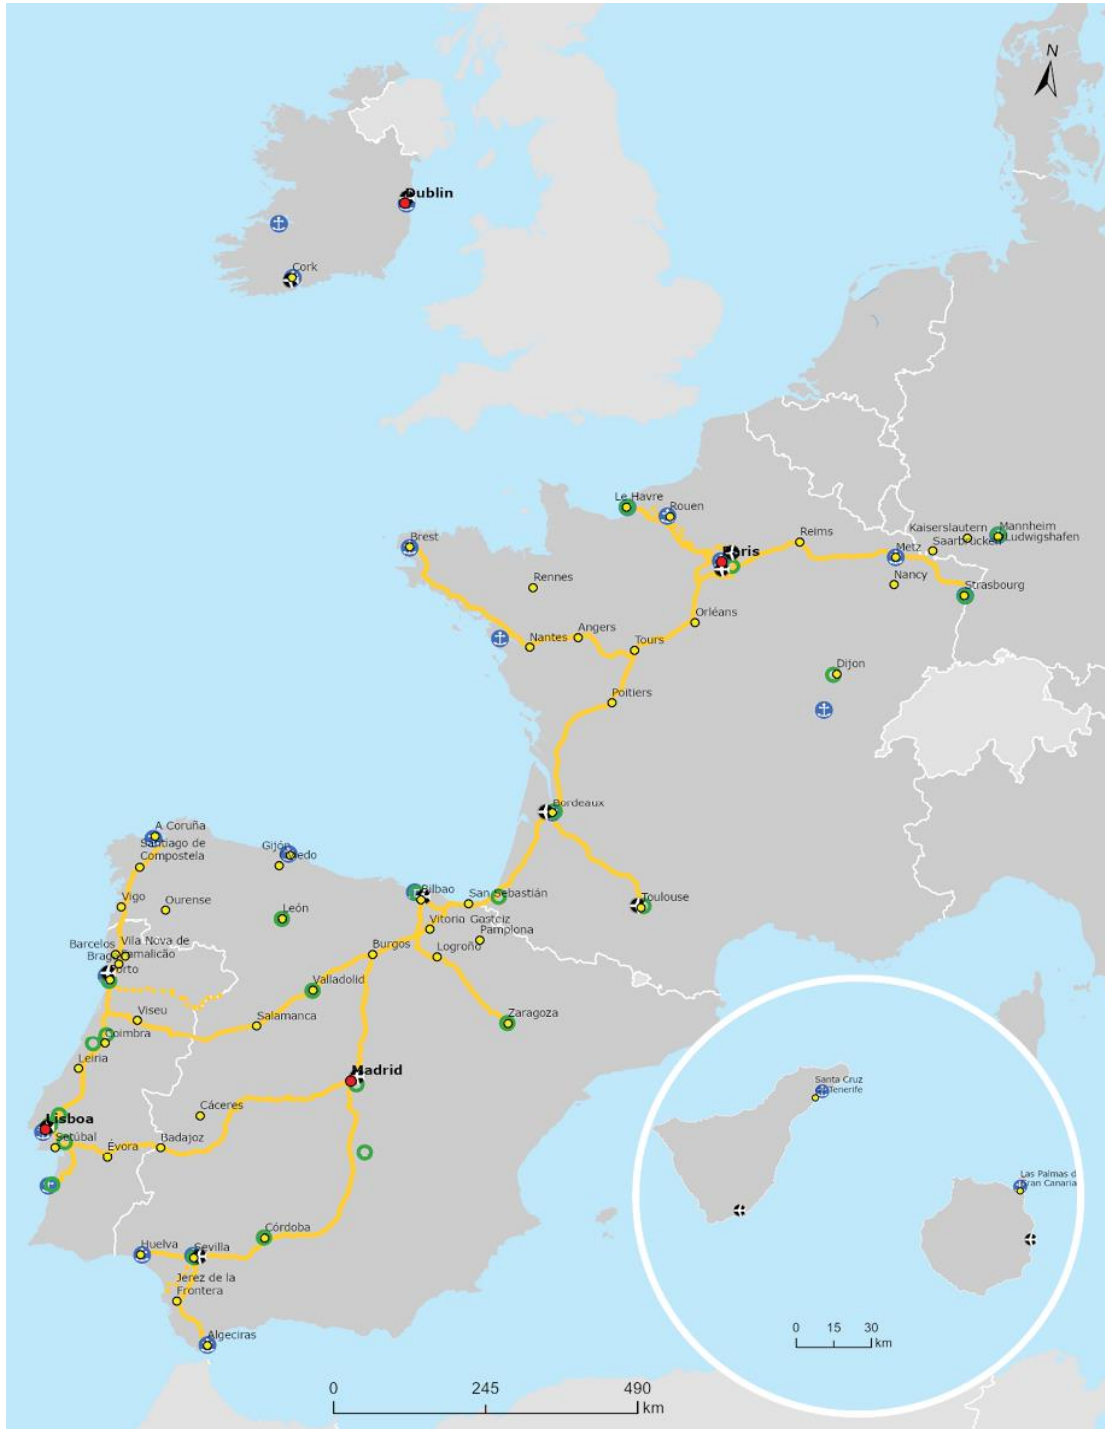 N
Dublin
Cork
Le Havre
Rouen
Brest
Paris
Reims
Kaiserslautern
Mannheim
Ludwigshafen
Saarbrücken
Metz
Nancy
Strasbourg
Rennes
Orléans
Nantes
Angers
Tours
Dijon
Poitiers
Bordeaux
Toulouse
A Coruña
Santiago de
Compostela
Gijón
Vigo
Ourense
León
Bilbao
San Sebastián
Vitoria Gasteiz
Pamplona
Burgos
Logroño
Barcelos
Vila Nova de
Famalicão
Porto
Valladolid
Viseu
Salamanca
Zaragoza
Coimbra
Leiria
Madrid
Cáceres
Lisboa
Setúbal
Évora
Badajoz
Córdoba
Huelva
Sevilla
Jerez de la
Frontera
Algeciras
Santa Cruz
Tenerife
Las Palmas d
Gran Canaria
0 15 30
km
0 245 490
km